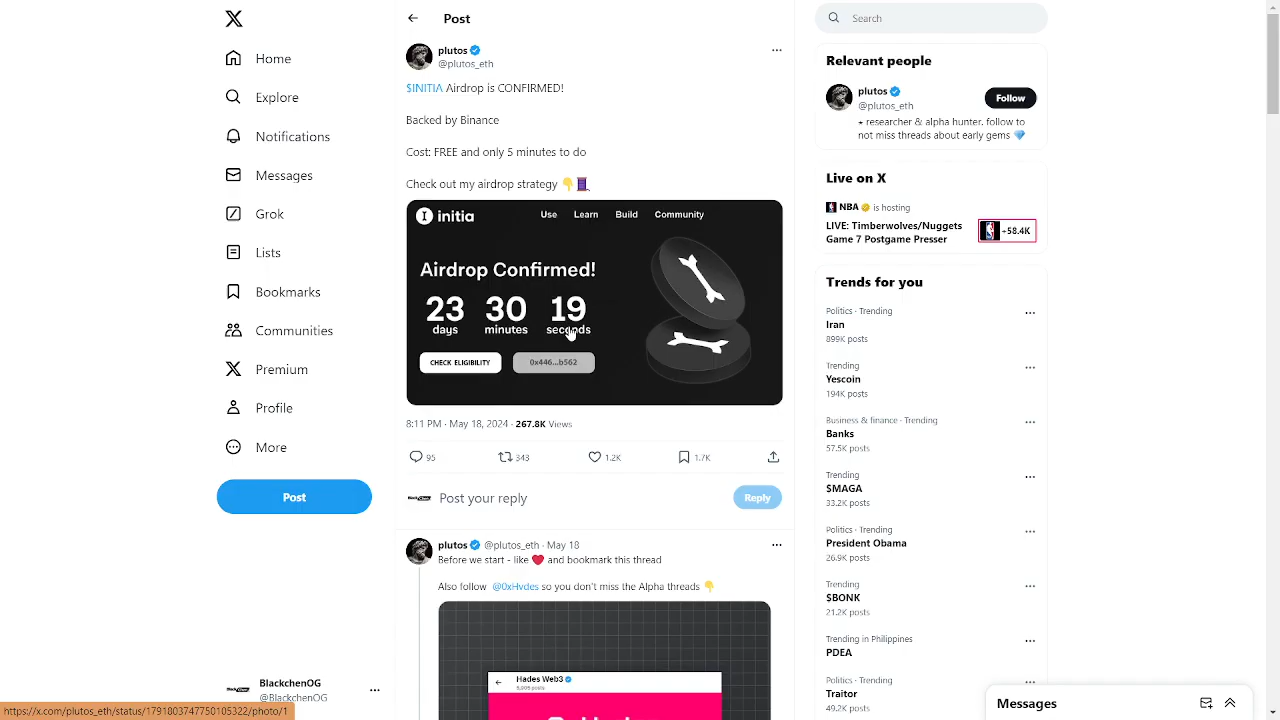 Home
Explore
Notifications
Messages
Grok
Lists
Bookmarks
Communities
Premium
Profile
More
Post
BlackchenOG
@BlackchenOG
Post
plutos
@plutos_eth
$INITIA Airdrop is CONFIRMED!
Backed by Binance
Cost: FREE and only 5 minutes to do
Check out my airdrop strategy 👇🧵
initia
Use Learn Build Community
Airdrop Confirmed!
23 30 19
days minutes seconds
CHECK ELIGIBILITY 0x446...b562
8:11 PM · May 18, 2024 · 267.8K Views
95 343 1.2K 1.7K
Post your reply Reply
plutos @plutos_eth · May 18
Before we start - like ❤️ and bookmark this thread
Also follow @0xHvdes so you don't miss the Alpha threads 👇
Hades Web3
Search
Relevant people
plutos
@plutos_eth
Follow
researcher & alpha hunter. follow to
not miss threads about early gems 💎
Live on X
NBA is hosting
LIVE: Timberwolves/Nuggets
Game 7 Postgame Presser
+58.4K
Trends for you
Politics · Trending
Iran
899K posts
Trending
Yescoin
194K posts
Business & finance · Trending
Banks
57.5K posts
Trending
$MAGA
33.2K posts
Politics · Trending
President Obama
26.9K posts
Trending
$BONK
21.2K posts
Trending in Philippines
PDEA
Politics · Trending
Traitor
49.2K posts
Messages
https://x.com/plutos_eth/status/1791803747750105322/photo/1